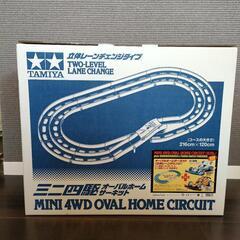 立体レーンチェンジタイプ
TAMIYA
TWO-LEVEL
LANE CHANGE
(コースの大きさ)
216cm×120cm
ミニ四駆 オーバルホーム
サーキット
MINI 4WD OVAL HOME CIRCUIT